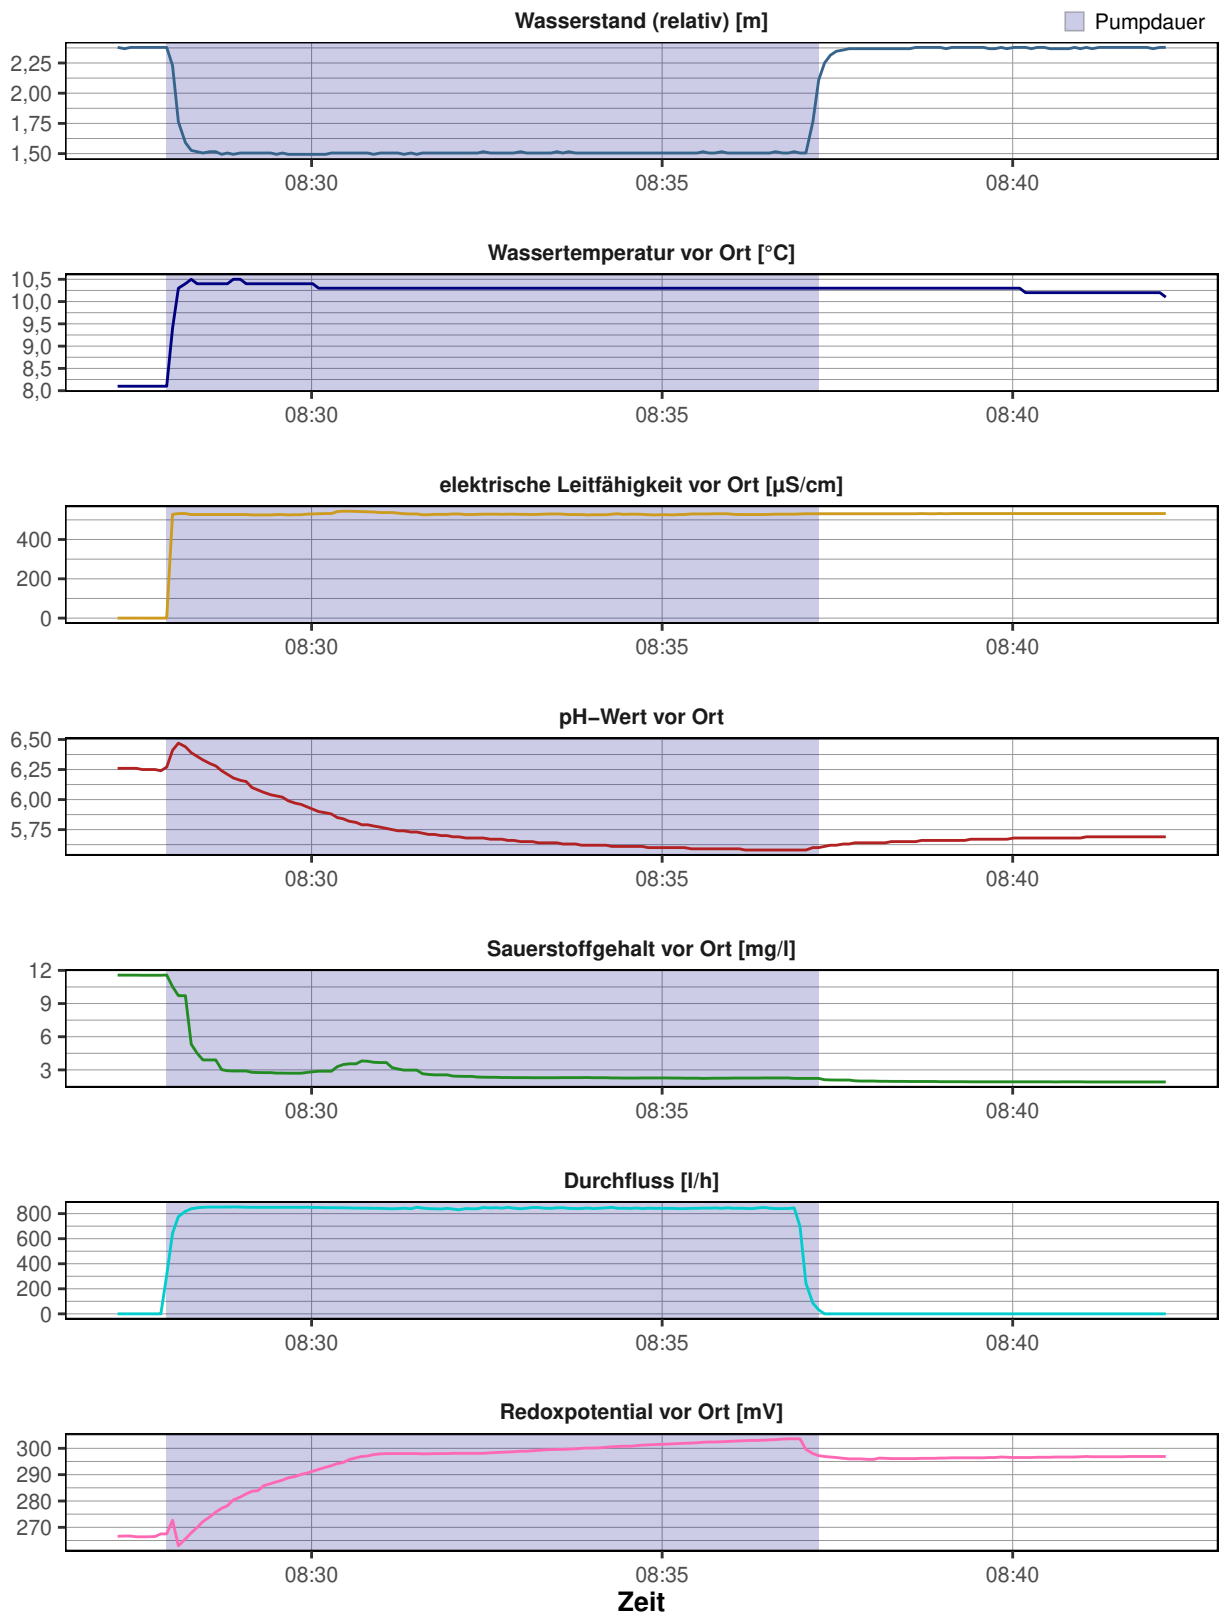 Wasserstand (relativ) [m]
Pumpdauer
2,25
2,00
1,75
1,50
08:30 08:35 08:40
Wassertemperatur vor Ort [°C]
10,5
10,0
9,5
9,0
8,5
8,0
08:30 08:35 08:40
elektrische Leitfähigkeit vor Ort [µS/cm]
400
200
0
08:30 08:35 08:40
pH−Wert vor Ort
6,50
6,25
6,00
5,75
08:30 08:35 08:40
Sauerstoffgehalt vor Ort [mg/l]
12
9
6
3
08:30 08:35 08:40
Durchfluss [l/h]
800
600
400
200
0
08:30 08:35 08:40
Redoxpotential vor Ort [mV]
300
290
280
270
08:30 08:35 08:40
Zeit